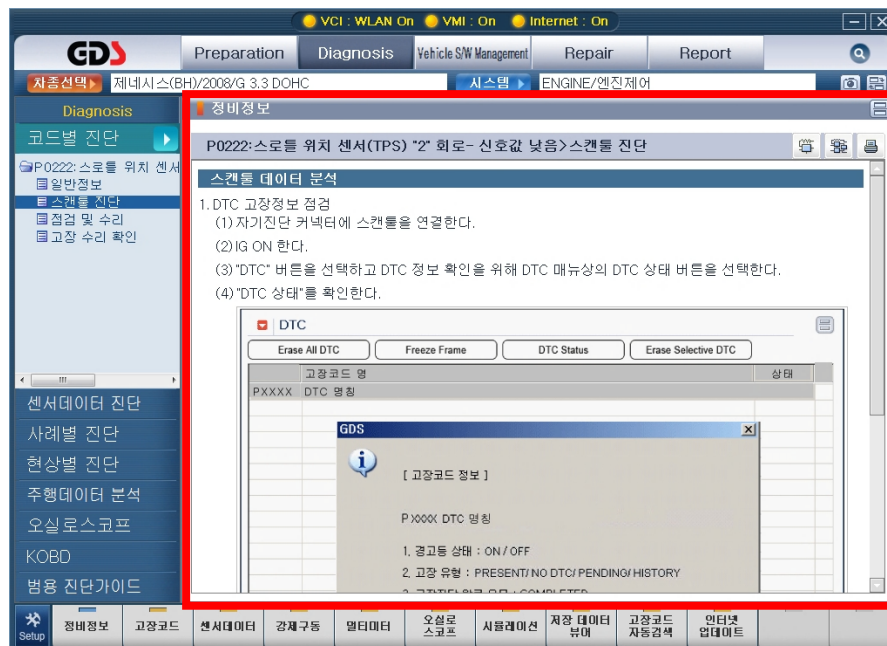 VCI : WLAN On VMI : On Internet : On
GDS Preparation Diagnosis Vehicle S/W Management Repair Report
차종선택 제네시스(BH)/2008/G 3.3 DOHC 시스템 ENGINE/엔진제어
Diagnosis
코드별 진단
P0222:스로틀 위치 센서
일반정보
스캔툴 진단
점검 및 수리
고장 수리 확인
센서데이터 진단
사례별 진단
현상별 진단
주행데이터 분석
오실로스코프
KOBD
범용 진단가이드
정비정보
P0222:스로틀 위치 센서(TPS) "2" 회로- 신호값 낮음>스캔툴 진단
스캔툴 데이터 분석
1. DTC 고장정보 점검
(1) 자기진단 커넥터에 스캔툴을 연결한다.
(2) IG ON 한다.
(3) "DTC" 버튼을 선택하고 DTC 정보 확인을 위해 DTC 매뉴상의 DTC 상태 버튼을 선택한다.
(4) "DTC 상태"를 확인한다.
DTC
Erase All DTC Freeze Frame DTC Status Erase Selective DTC
고장코드 명 상태
PXXXX DTC 명칭
GDS
[ 고장코드 정보 ]
PXXXX DTC 명칭
1. 경고등 상태 : ON / OFF
2. 고장 유형 : PRESENT/ NO DTC/ PENDING/ HISTORY
Setup 정비정보 고장코드 센서데이터 강제구동 멀티미터 오실로스코프 시뮬레이션 저장 데이터 뷰어 고장코드 자동검색 인터넷 업데이트